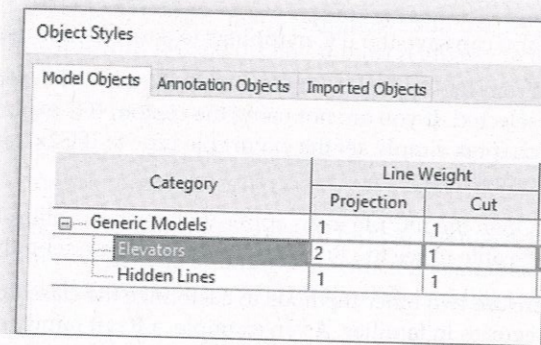 Object Styles
Model Objects Annotation Objects Imported Objects
Category Line Weight
Projection Cut
Generic Models 1 1
Elevators 2 1
Hidden Lines 1 1